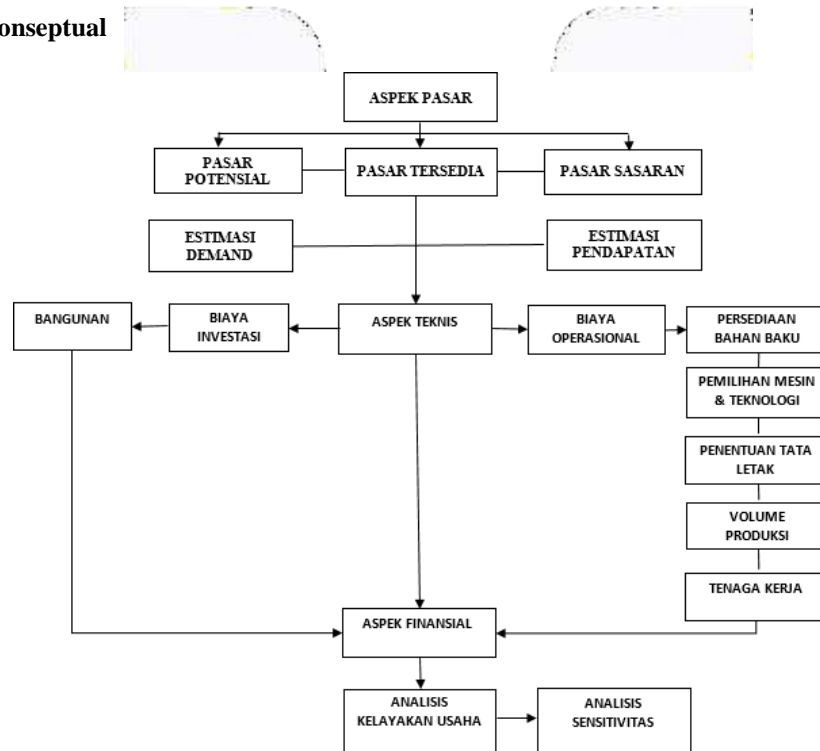 onseptual
ASPEK PASAR
PASAR
POTENSIAL
PASAR TERSEDIA
PASAR SASARAN
ESTIMASI
DEMAND
ESTIMASI
PENDAPATAN
BANGUNAN
BIAYA
INVESTASI
ASPEK TEKNIS
BIAYA
OPERASIONAL
PERSEDIAAN
BAHAN BAKU
PEMILIHAN MESIN
& TEKNOLOGI
PENENTUAN TATA
LETAK
VOLUME
PRODUKSI
TENAGA KERJA
ASPEK FINANSIAL
ANALISIS
KELAYAKAN USAHA
ANALISIS
SENSITIVITAS